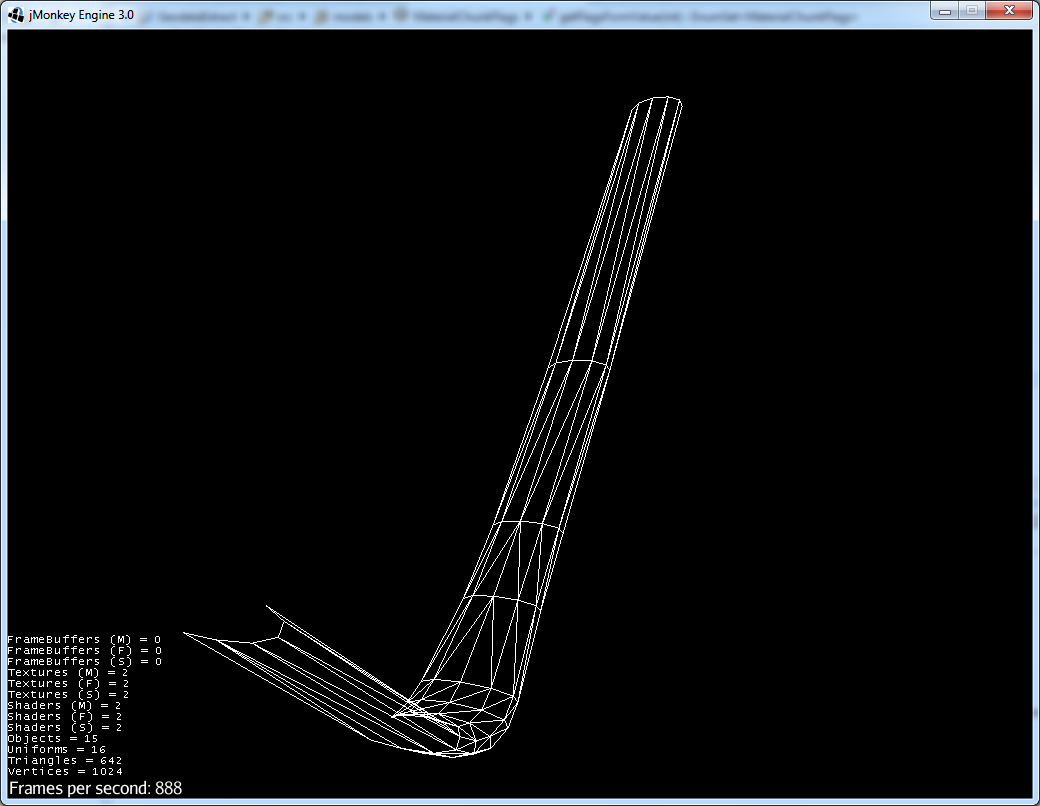 jMonkey Engine 3.0
FrameBuffers (M) = 0
FrameBuffers (F) = 0
FrameBuffers (S) = 0
Textures (M) = 2
Textures (F) = 2
Textures (S) = 2
Shaders (M) = 2
Shaders (F) = 2
Shaders (S) = 2
Objects = 15
Uniforms = 16
Triangles = 642
Vertices = 1024
Frames per second: 888